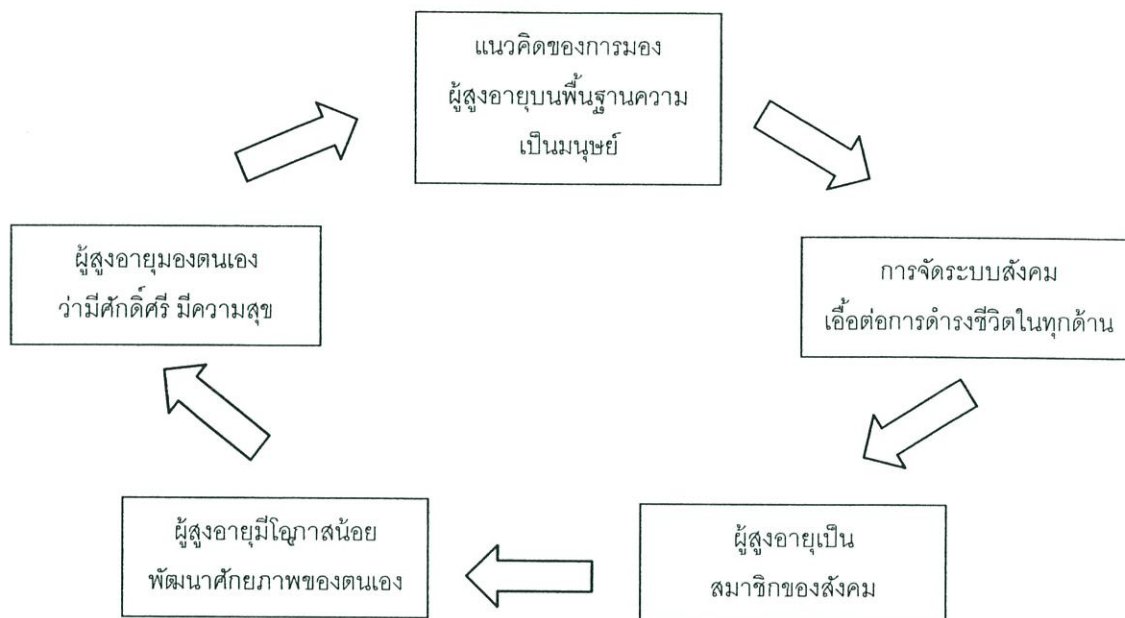 แนวคิดของการมอง
ผู้สูงอายุบนพื้นฐานความ
เป็นมนุษย์
การจัดระบบสังคม
เอื้อต่อการดำรงชีวิตในทุกด้าน
ผู้สูงอายุเป็น
สมาชิกของสังคม
ผู้สูงอายุมีโอกาสน้อย
พัฒนาศักยภาพของตนเอง
ผู้สูงอายุมองตนเอง
ว่ามีศักดิ์ศรี มีความสุข